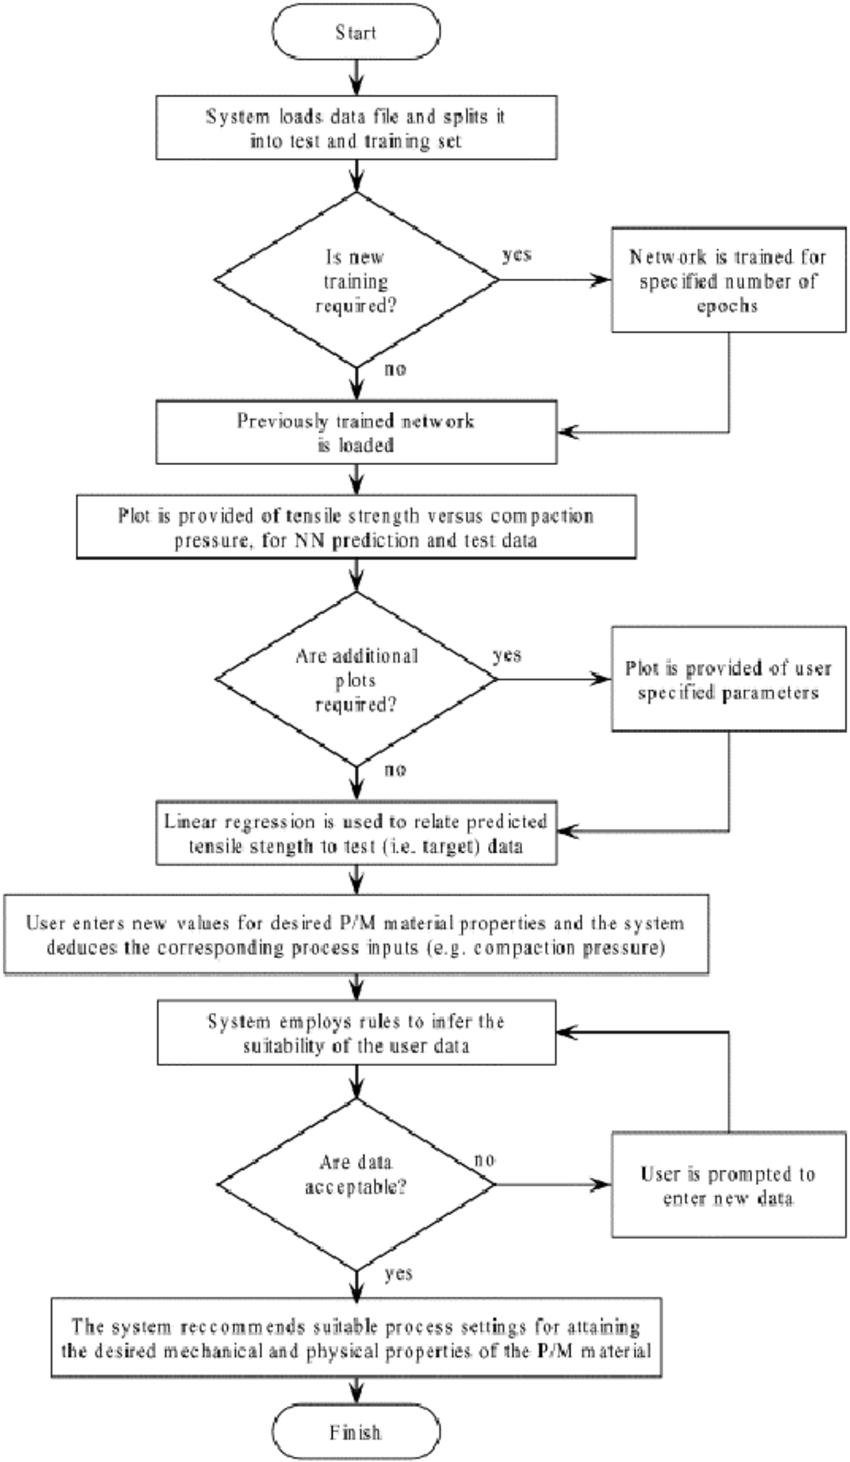 Start
System loads data file and splits it
into test and training set
Is new
training
required?
yes
Network is trained for
specified number of
epochs
no
Previously trained network
is loaded
Plot is provided of tensile strength versus compaction
pressure, for NN prediction and test data
Are additional
plots
required?
yes
Plot is provided of user
specified parameters
no
Linear regression is used to relate predicted
tensile stength to test (i.e. target) data
User enters new values for desired P/M material properties and the system
deduces the corresponding process inputs (e.g. compaction pressure)
System employs rules to infer the
suitability of the user data
Are data
acceptable?
no
User is prompted to
enter new data
yes
The system reccommends suitable process settings for attaining
the desired mechanical and physical properties of the P/M material
Finish